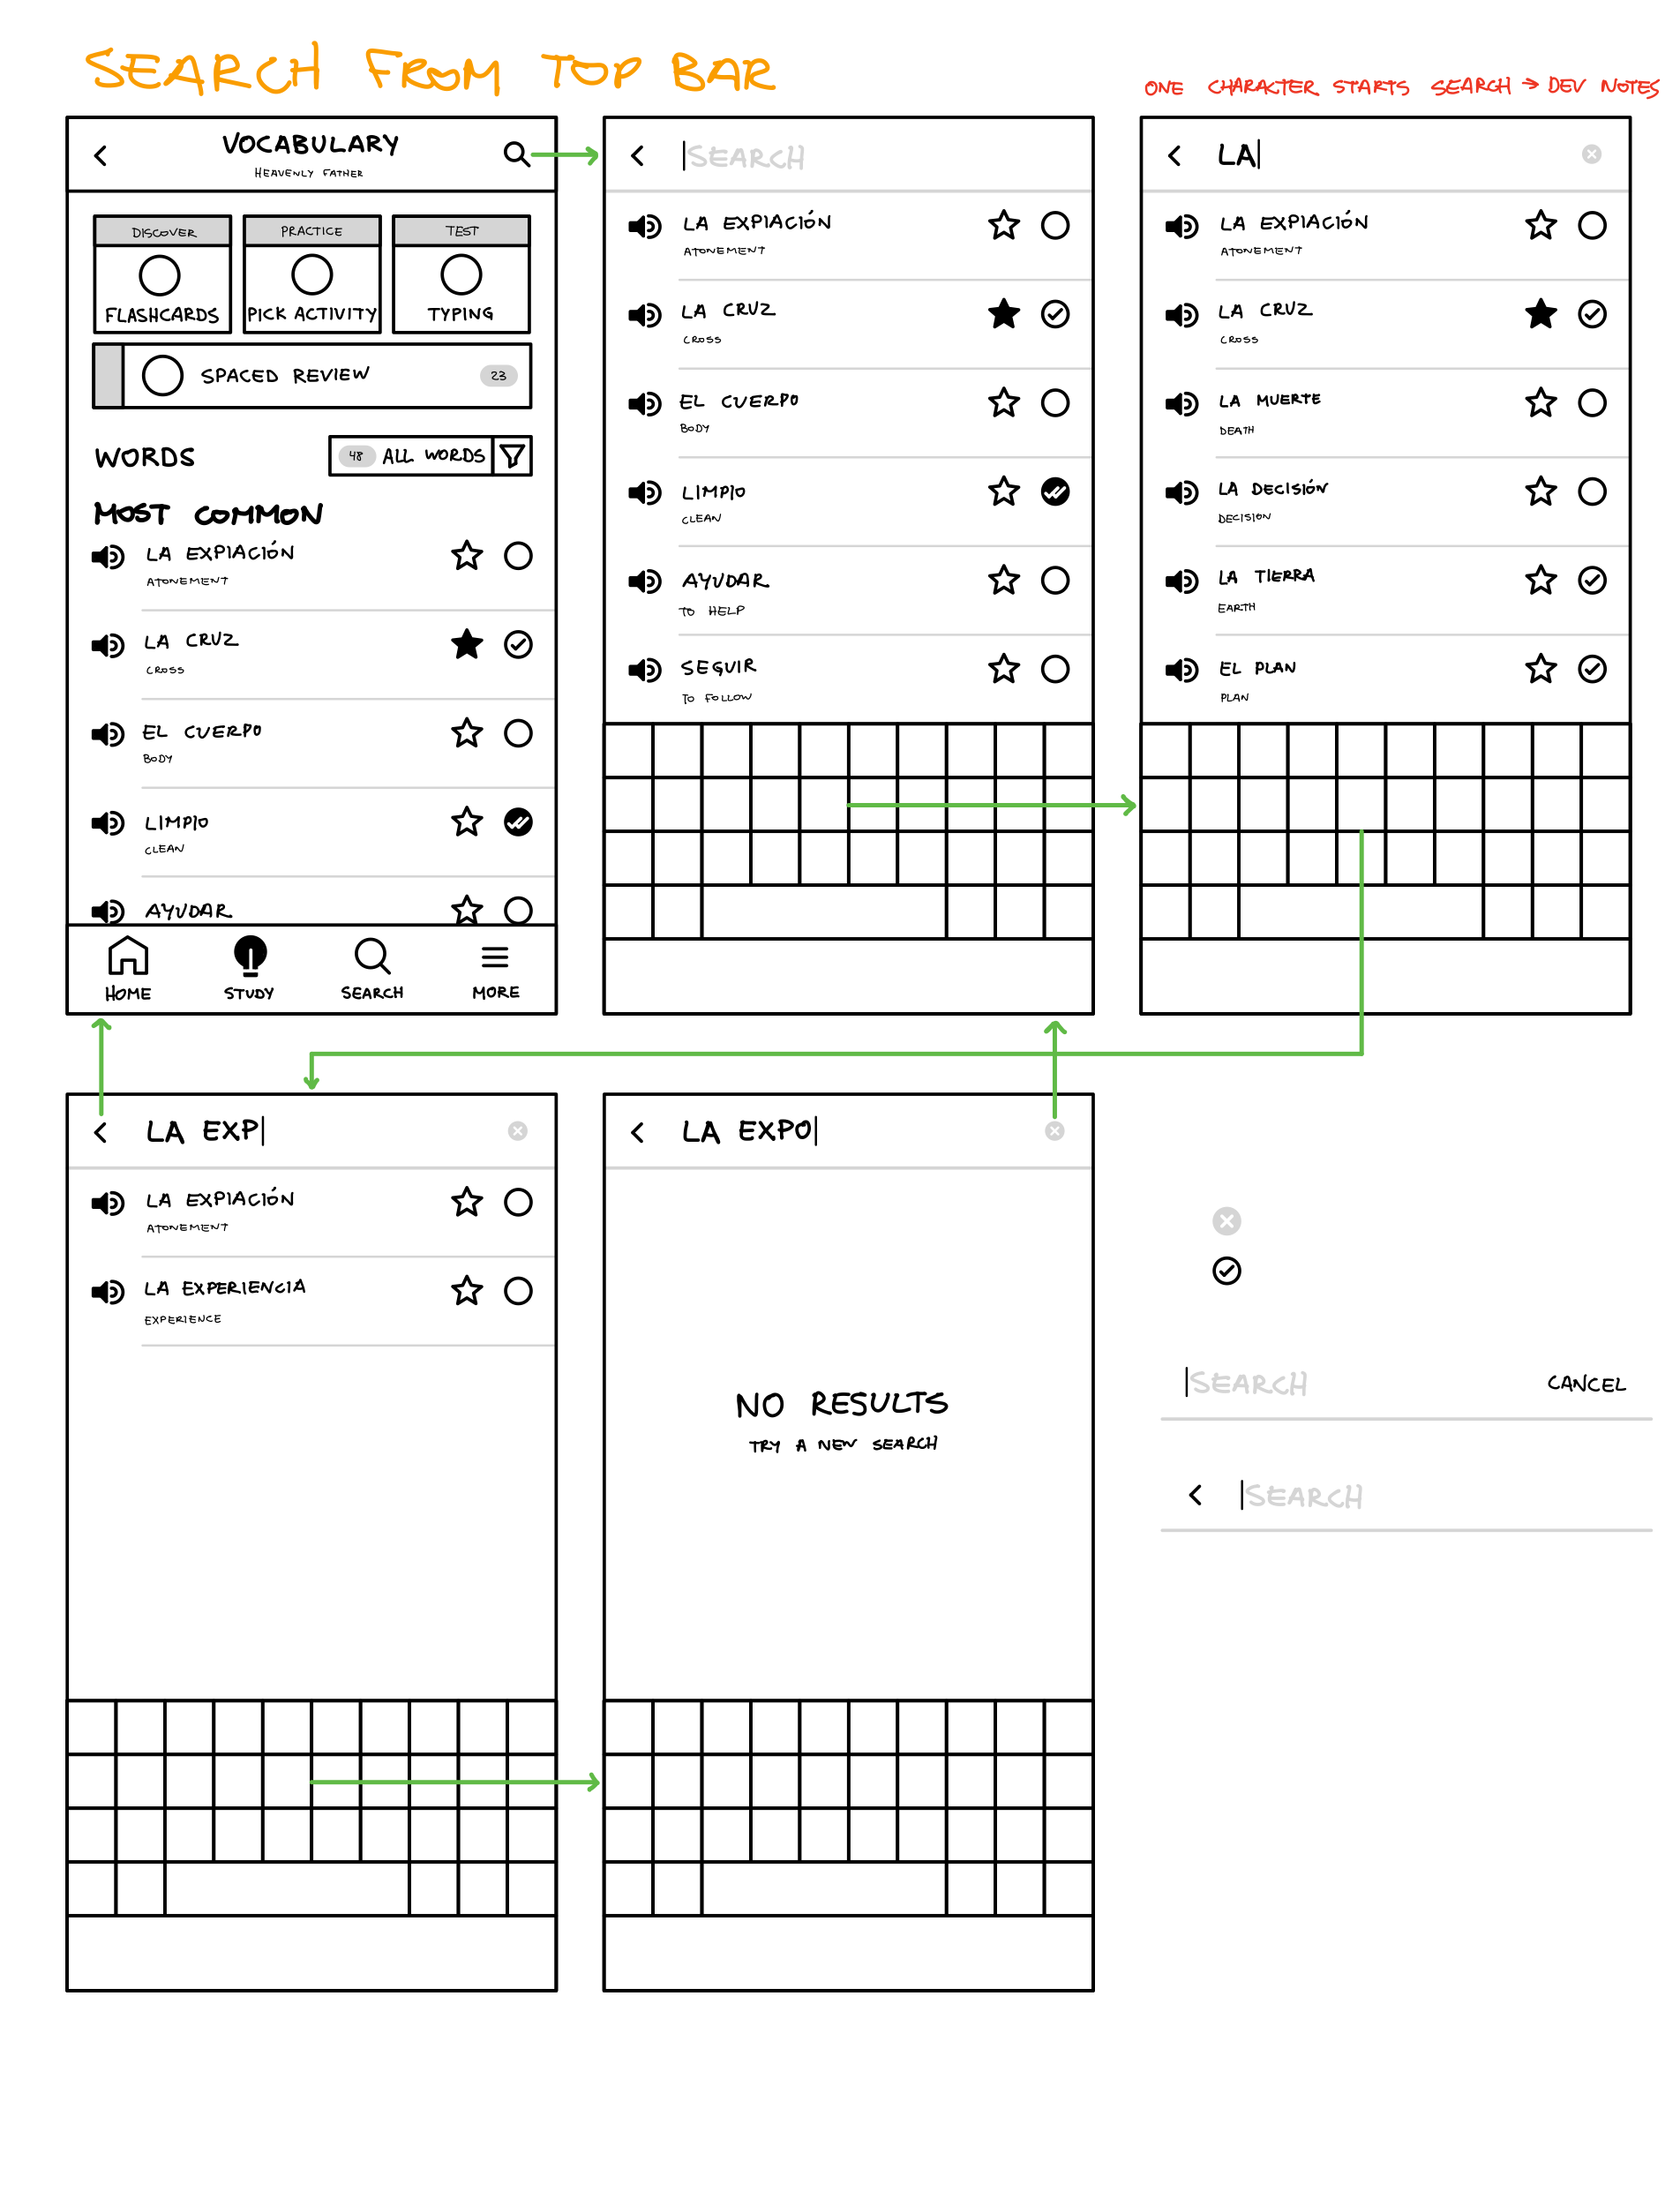 SEARCH FROM TOP BAR
ONE CHARACTER STARTS SEARCH → DEV NOTES
VOCABULARY
HEAVENLY FATHER
DISCOVER
FLASHCARDS
PRACTICE
PICK ACTIVITY
TEST
TYPING
SPACED REVIEW 23
WORDS
48 ALL WORDS
MOST COMMON
LA EXPIACIÓN
ATONEMENT
LA CRUZ
CROSS
EL CUERPO
BODY
LIMPIO
CLEAN
AYUDAR
HOME STUDY SEARCH MORE
SEARCH
LA EXPIACIÓN
ATONEMENT
LA CRUZ
CROSS
EL CUERPO
BODY
LIMPIO
CLEAN
AYUDAR
TO HELP
SEGUIR
TO FOLLOW
LA
LA EXPIACIÓN
ATONEMENT
LA CRUZ
CROSS
LA MUERTE
DEATH
LA DECISIÓN
DECISION
LA TIERRA
EARTH
EL PLAN
PLAN
LA EXP
LA EXPIACIÓN
ATONEMENT
LA EXPERIENCIA
EXPERIENCE
LA EXPO
NO RESULTS
TRY A NEW SEARCH
SEARCH CANCEL
SEARCH